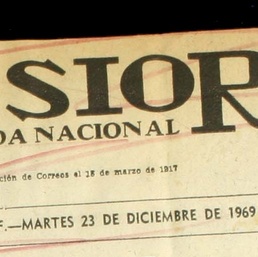 SIOR
DA NACIONAL
ción de Correos el 18 de marzo de 1917
F.—MARTES 23 DE DICIEMBRE DE 1969